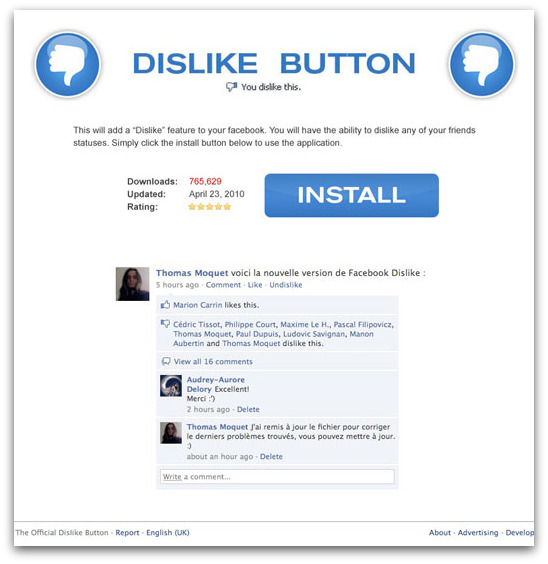 DISLIKE BUTTON
You dislike this.
This will add a “Dislike” feature to your facebook. You will have the ability to dislike any of your friends
statuses. Simply click the install button below to use the application.
Downloads: 765,629
Updated: April 23, 2010
Rating:
INSTALL
Thomas Moquet voici la nouvelle version de Facebook Dislike :
5 hours ago · Comment · Like · Undislike
Marion Carrin likes this.
Cédric Tissot, Philippe Court, Maxime Le H., Pascal Filipovicz,
Thomas Moquet, Paul Dupuis, Ludovic Savignan, Manon
Aubertin and Thomas Moquet dislike this.
View all 16 comments
Audrey-Aurore
Delory Excellent!
Merci :')
2 hours ago · Delete
Thomas Moquet J'ai remis à jour le fichier pour corriger
le derniers problèmes trouvés, vous pouvez mettre à jour.
:)
about an hour ago · Delete
Write a comment...
The Official Dislike Button · Report · English (UK)
About · Advertising · Develop